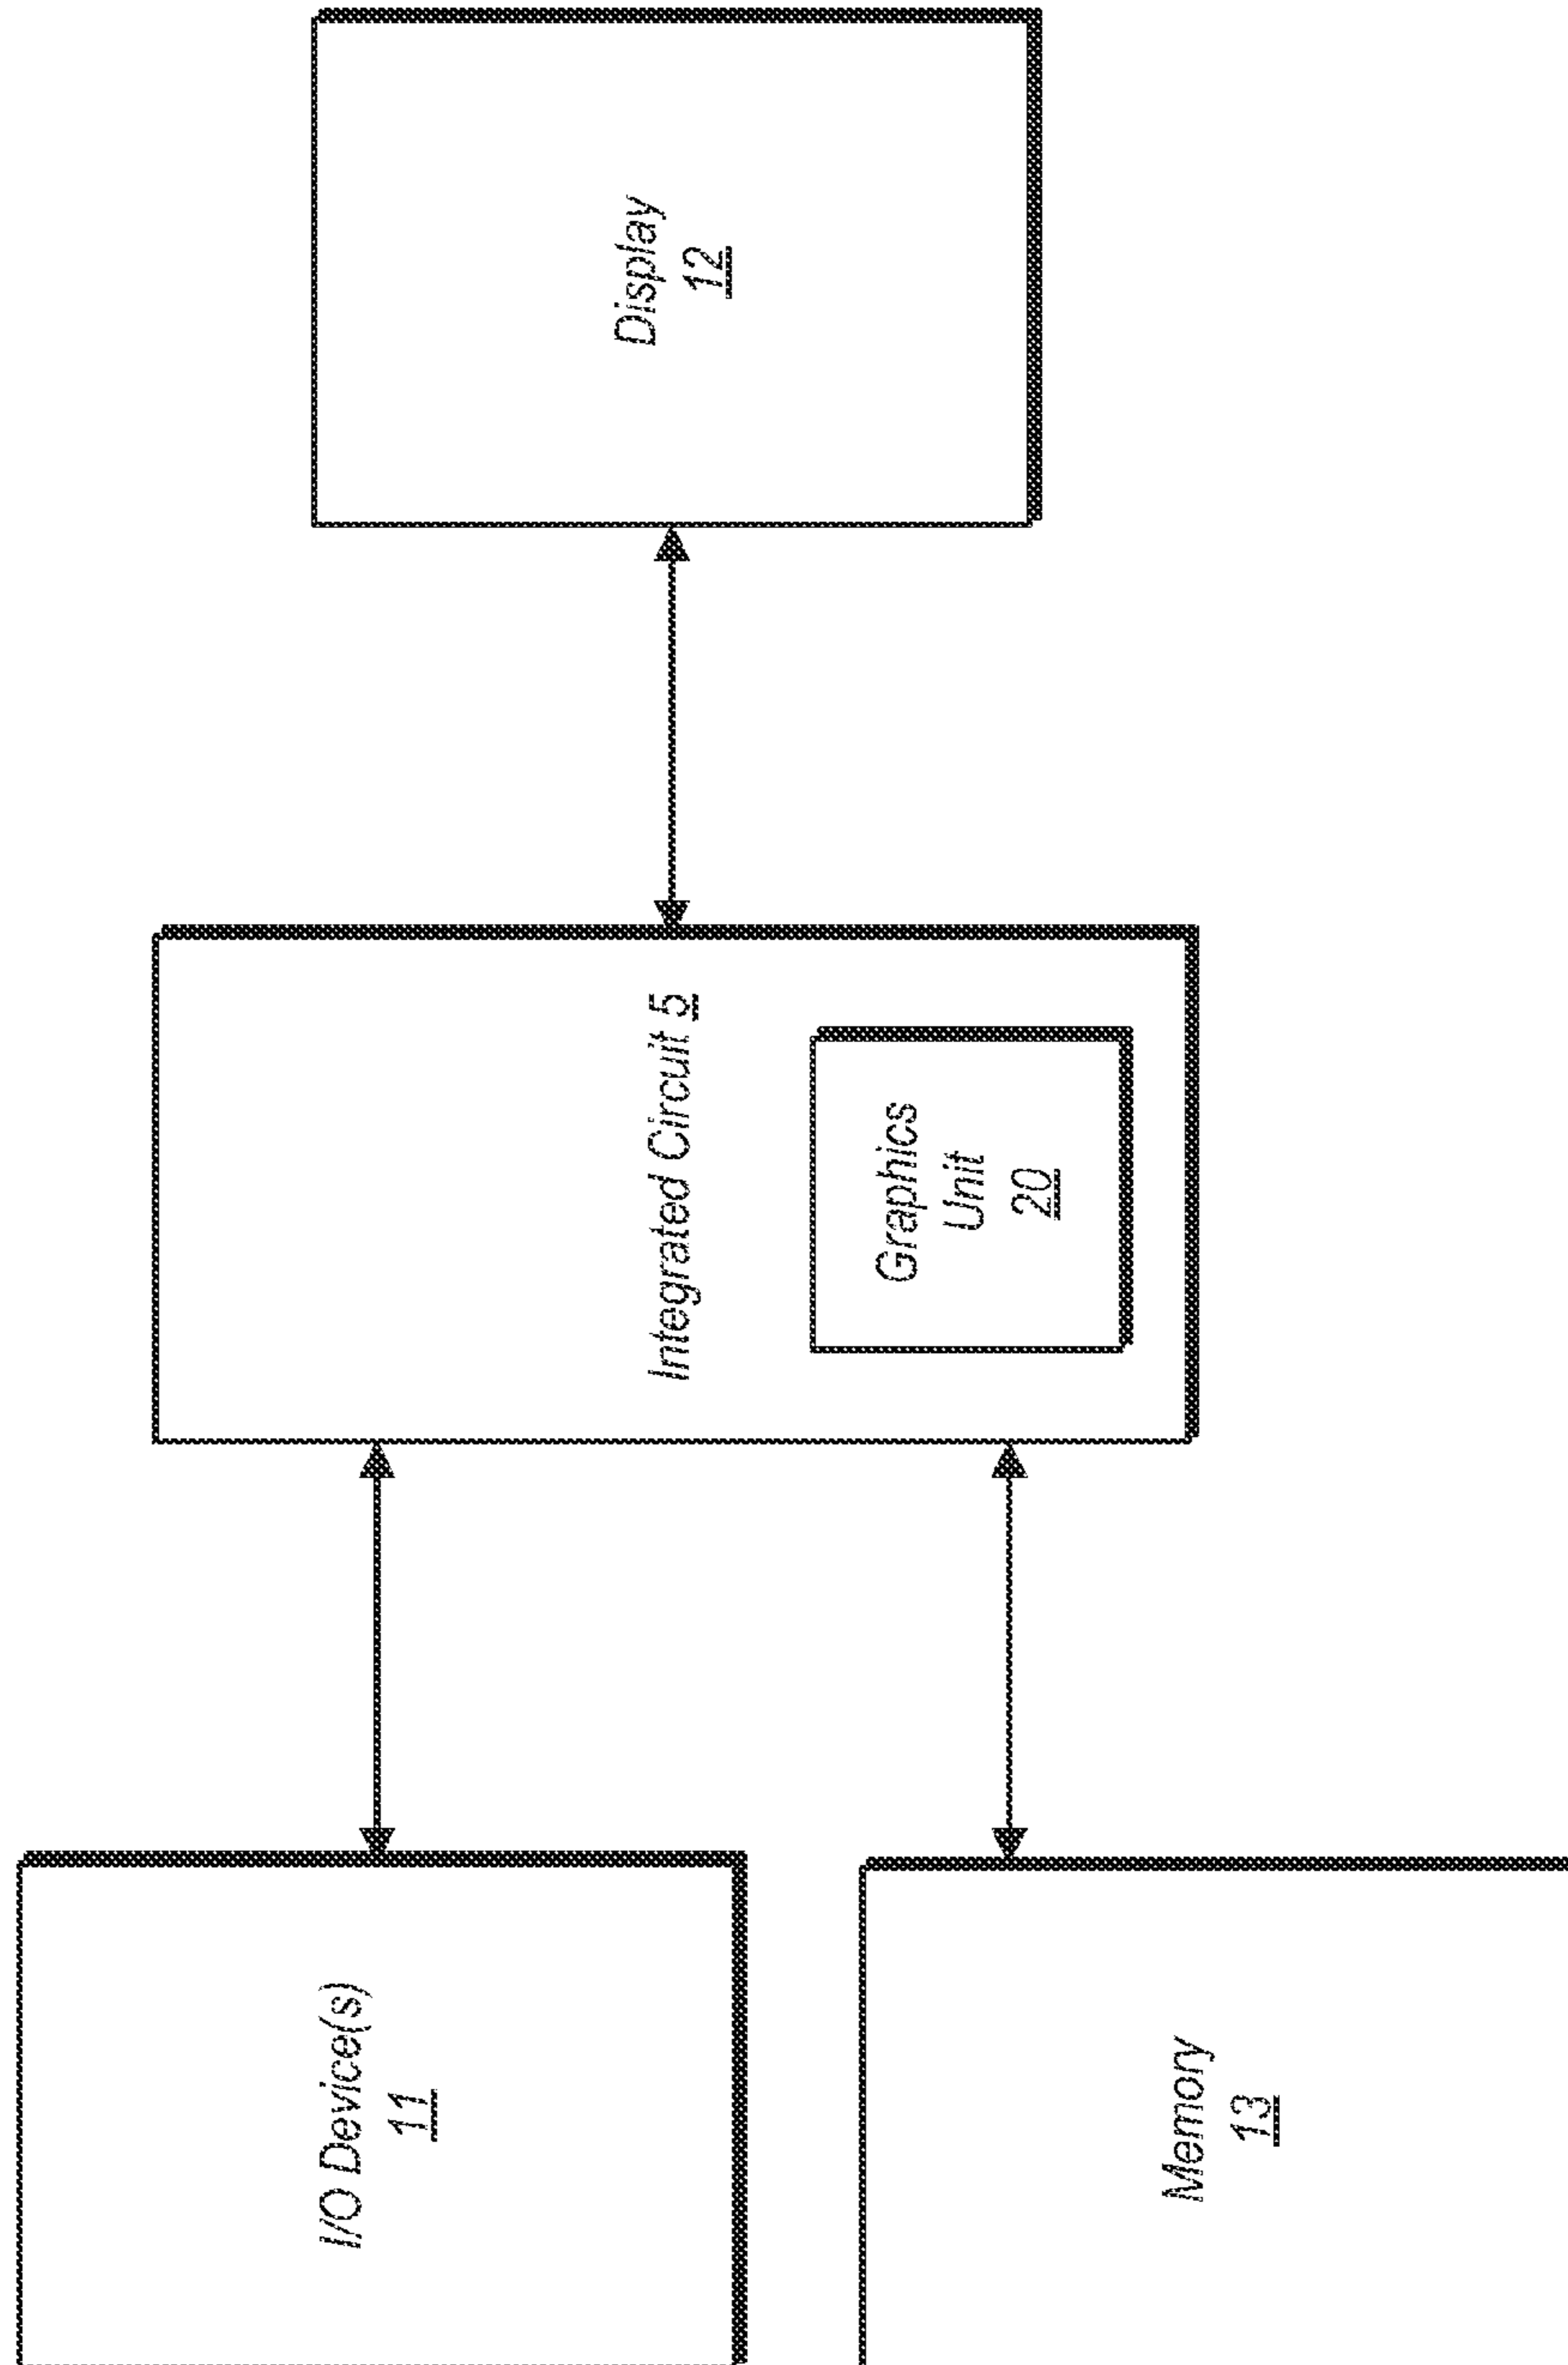 I/O Device(s)
11
Memory
13
Integrated Circuit 5
Graphics
Unit
20
Display
12